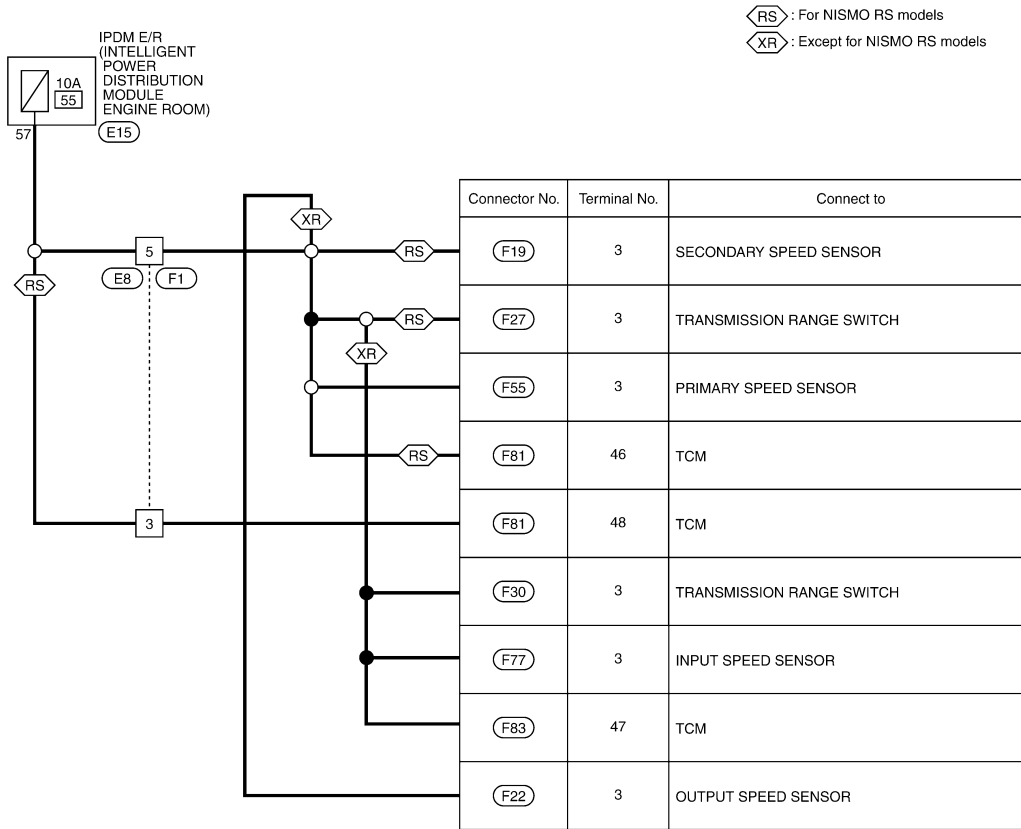 RS : For NISMO RS models
XR : Except for NISMO RS models
IPDM E/R
(INTELLIGENT
POWER
DISTRIBUTION
MODULE
ENGINE ROOM)
10A
55
57
E15
Connector No. Terminal No. Connect to
XR
5 RS F19 3 SECONDARY SPEED SENSOR
E8 F1
RS
RS F27 3 TRANSMISSION RANGE SWITCH
XR
F55 3 PRIMARY SPEED SENSOR
RS F81 46 TCM
3 F81 48 TCM
F30 3 TRANSMISSION RANGE SWITCH
F77 3 INPUT SPEED SENSOR
F83 47 TCM
F22 3 OUTPUT SPEED SENSOR